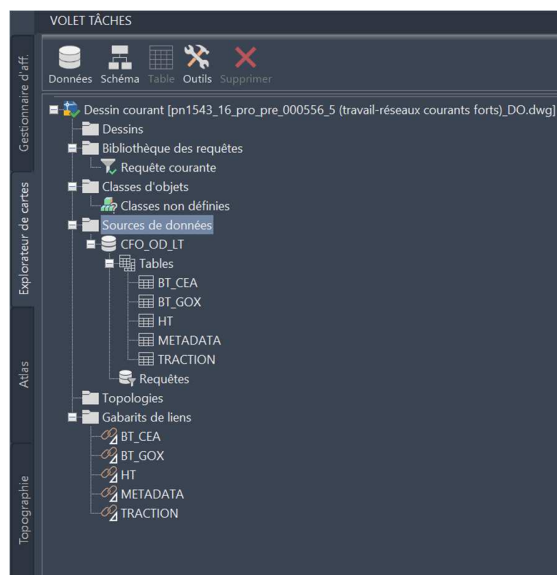 VOLET TÂCHES
Données Schéma Table Outils Supprimer
Gestionnaire d'aff.
Explorateur de cartes
Atlas
Topographie
Dessin courant [pn1543_16_pro_pre_000556_5 (travail-réseaux courants forts)_DO.dwg]
Dessins
Bibliothèque des requêtes
Requête courante
Classes d'objets
Classes non définies
Sources de données
CFO_OD_LT
Tables
BT_CEA
BT_GOX
HT
METADATA
TRACTION
Requêtes
Topologies
Gabarits de liens
BT_CEA
BT_GOX
HT
METADATA
TRACTION